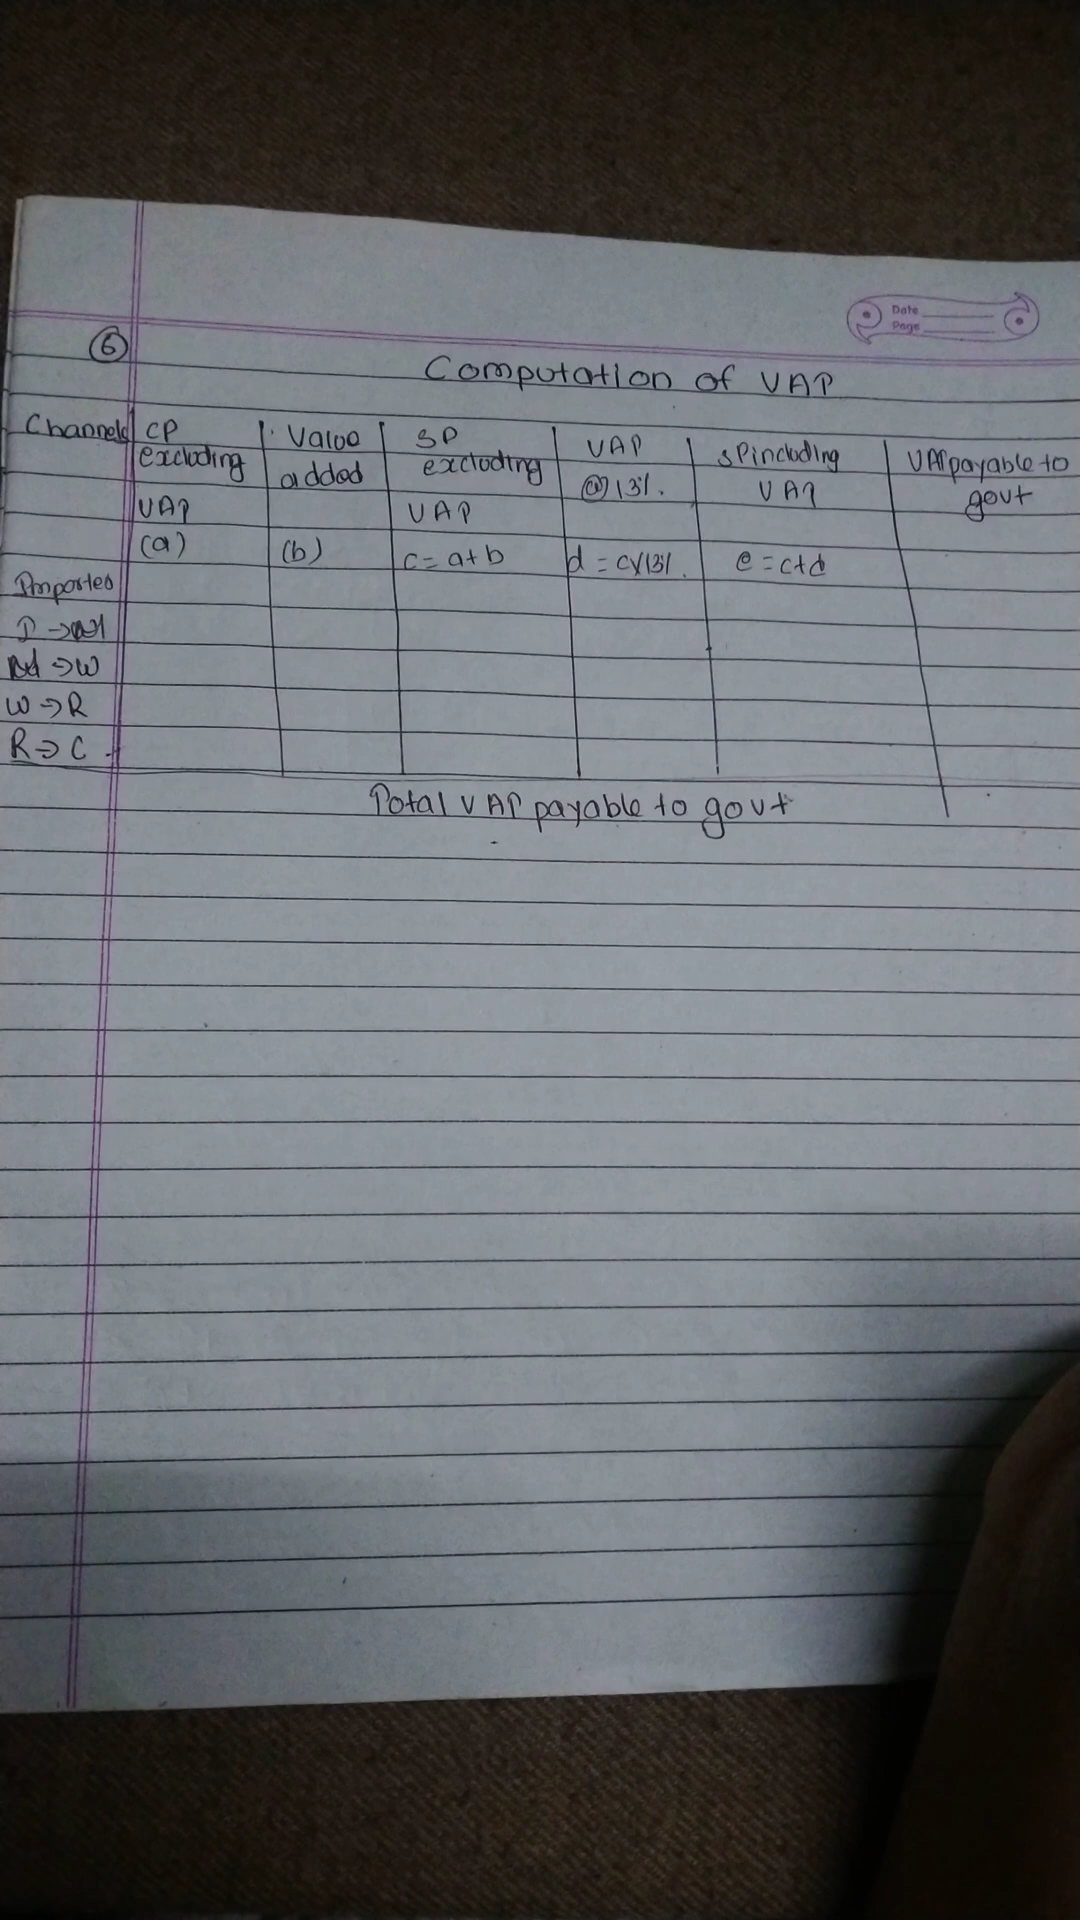 Date
Page
6
Computation of VAT
Channels CP Value SP VAT SP including VAT payable to
excluding added excluding @13%. VAT govt
VAT VAT
(a) (b) c = a+b d = c×13%. e = c+d
Importes
I →
→ W
W → R
R → C
Total VAT payable to govt